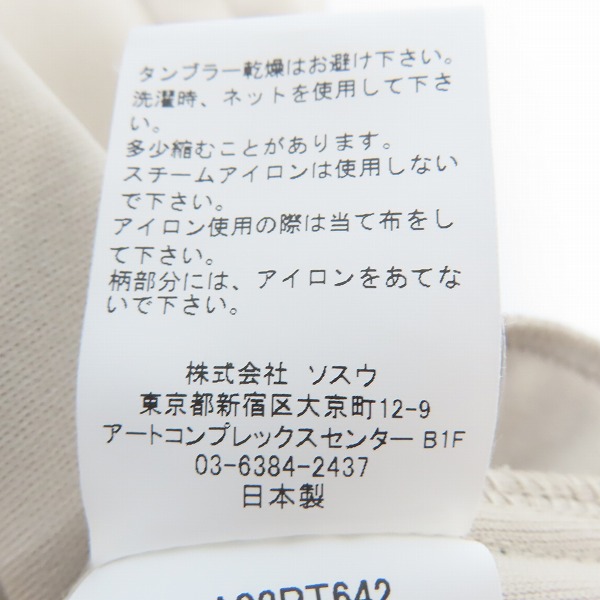 タンブラー乾燥はお避け下さい。
洗濯時、ネットを使用して下さ
い。
多少縮むことがあります。
スチームアイロンは使用しない
で下さい。
アイロン使用の際は当て布をし
て下さい。
柄部分には、アイロンをあてな
いで下さい。
株式会社 ソスウ
東京都新宿区大京町12-9
アートコンプレックスセンター B1F
03-6384-2437
日本製